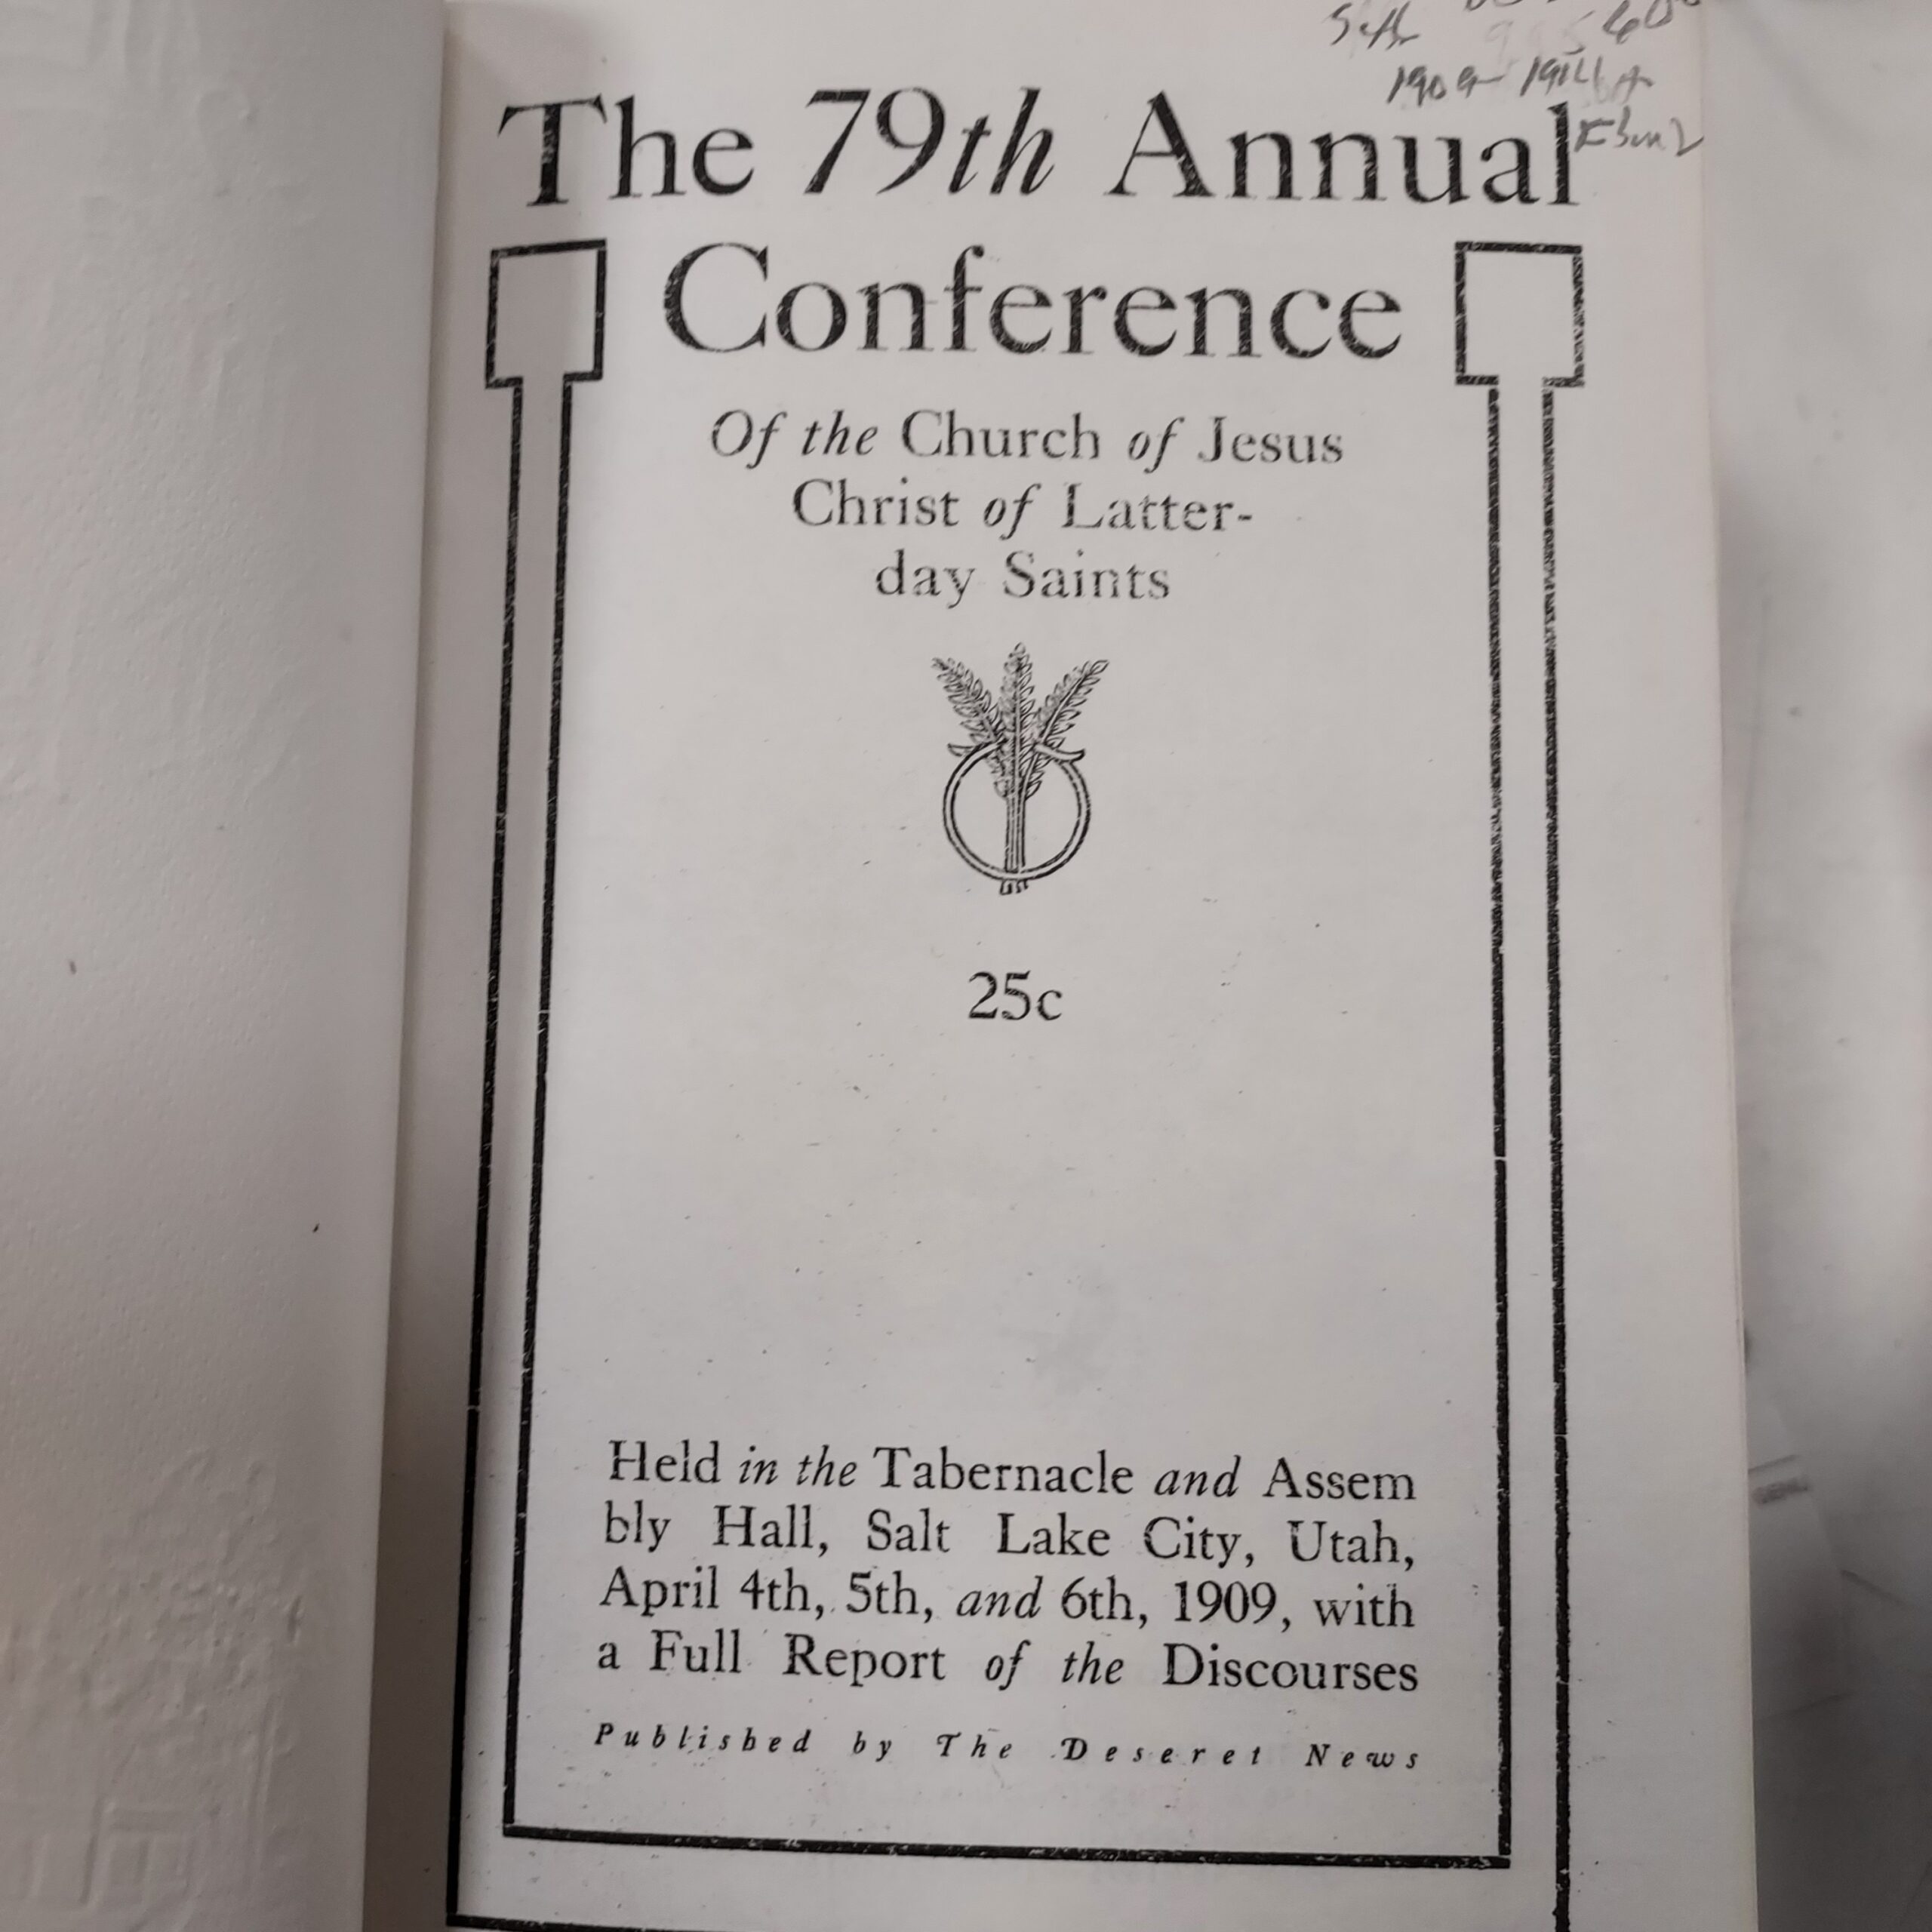 1909-1914
The 79th Annual
Conference
Of the Church of Jesus
Christ of Latter-
day Saints
25c
Held in the Tabernacle and Assem
bly Hall, Salt Lake City, Utah,
April 4th, 5th, and 6th, 1909, with
a Full Report of the Discourses
Published by The Deseret News